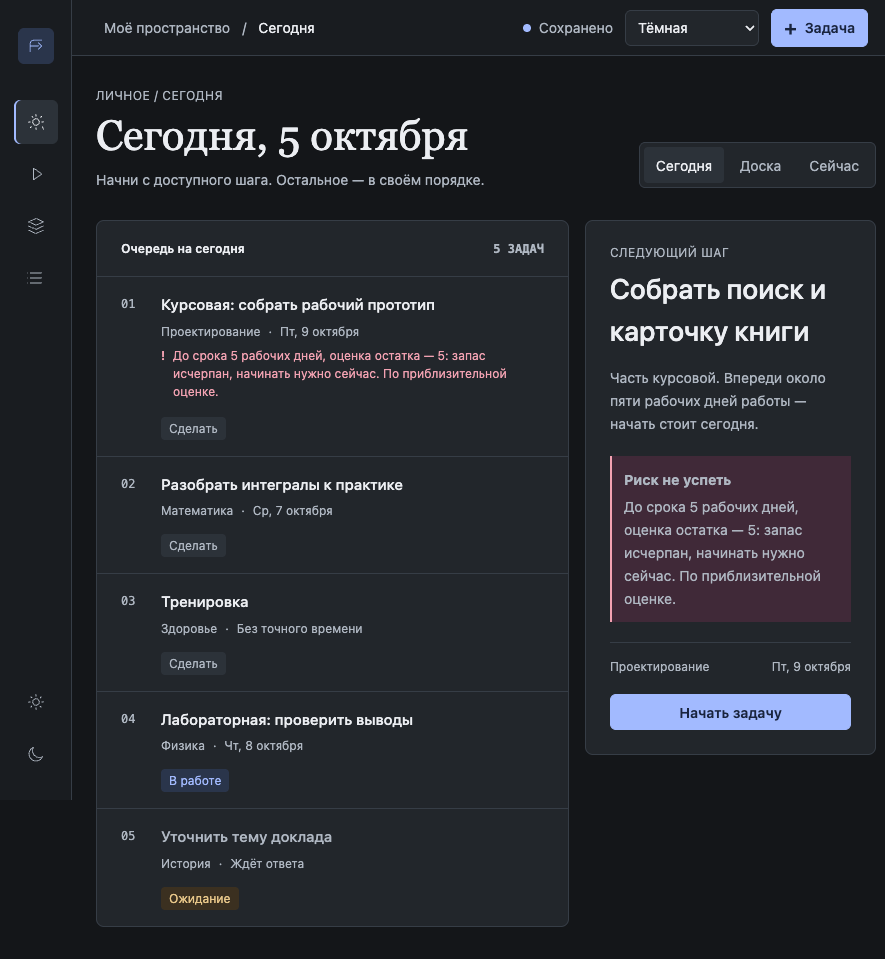 Моё пространство / Сегодня
Сохранено
Тёмная
+ Задача
ЛИЧНОЕ / СЕГОДНЯ
Сегодня, 5 октября
Начни с доступного шага. Остальное — в своём порядке.
Сегодня Доска Сейчас
Очередь на сегодня
5 ЗАДАЧ
01
Курсовая: собрать рабочий прототип
Проектирование · Пт, 9 октября
! До срока 5 рабочих дней, оценка остатка — 5: запас
исчерпан, начинать нужно сейчас. По приблизительной
оценке.
Сделать
02
Разобрать интегралы к практике
Математика · Ср, 7 октября
Сделать
03
Тренировка
Здоровье · Без точного времени
Сделать
04
Лабораторная: проверить выводы
Физика · Чт, 8 октября
В работе
05
Уточнить тему доклада
История · Ждёт ответа
Ожидание
СЛЕДУЮЩИЙ ШАГ
Собрать поиск и
карточку книги
Часть курсовой. Впереди около
пяти рабочих дней работы —
начать стоит сегодня.
Риск не успеть
До срока 5 рабочих дней,
оценка остатка — 5: запас
исчерпан, начинать нужно
сейчас. По приблизительной
оценке.
Проектирование Пт, 9 октября
Начать задачу